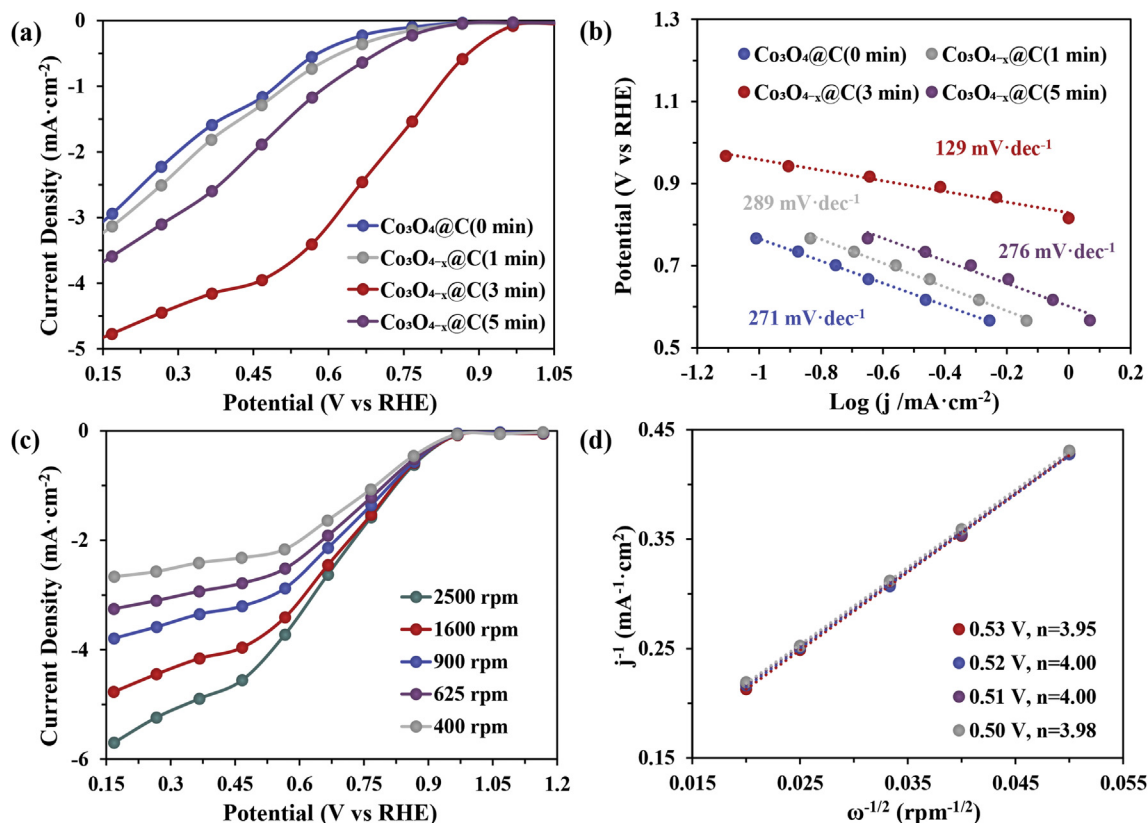 (a)
0
-1
-2
-3
-4
-5
0.15
0.3
0.45
0.6
0.75
0.9
1.05
Current Density (mA·cm⁻²)
Potential (V vs RHE)
Co₃O₄@C(0 min)
Co₃O₄₋ₓ@C(1 min)
Co₃O₄₋ₓ@C(3 min)
Co₃O₄₋ₓ@C(5 min)
(b)
Co₃O₄@C(0 min)
Co₃O₄₋ₓ@C(1 min)
Co₃O₄₋ₓ@C(3 min)
Co₃O₄₋ₓ@C(5 min)
1.3
1.1
0.9
0.7
0.5
-1.2
-1
-0.8
-0.6
-0.4
-0.2
0
0.2
Potential (V vs RHE)
Log (j /mA·cm⁻²)
129 mV·dec⁻¹
289 mV·dec⁻¹
276 mV·dec⁻¹
271 mV·dec⁻¹
(c)
0
-2
-4
-6
0.15
0.3
0.45
0.6
0.75
0.9
1.05
1.2
Current Density (mA·cm⁻²)
Potential (V vs RHE)
2500 rpm
1600 rpm
900 rpm
625 rpm
400 rpm
(d)
0.45
0.35
0.25
0.15
0.015
0.025
0.035
0.045
0.055
j⁻¹ (mA⁻¹·cm²)
ω⁻¹ᐟ² (rpm⁻¹ᐟ²)
0.53 V, n=3.95
0.52 V, n=4.00
0.51 V, n=4.00
0.50 V, n=3.98